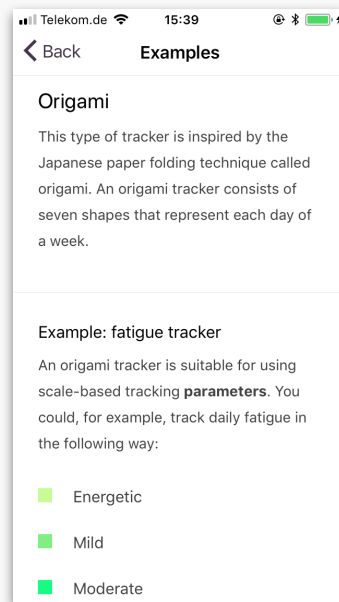 Telekom.de 15:39
Back Examples
Origami
This type of tracker is inspired by the
Japanese paper folding technique called
origami. An origami tracker consists of
seven shapes that represent each day of
a week.
Example: fatigue tracker
An origami tracker is suitable for using
scale-based tracking parameters. You
could, for example, track daily fatigue in
the following way:
Energetic
Mild
Moderate